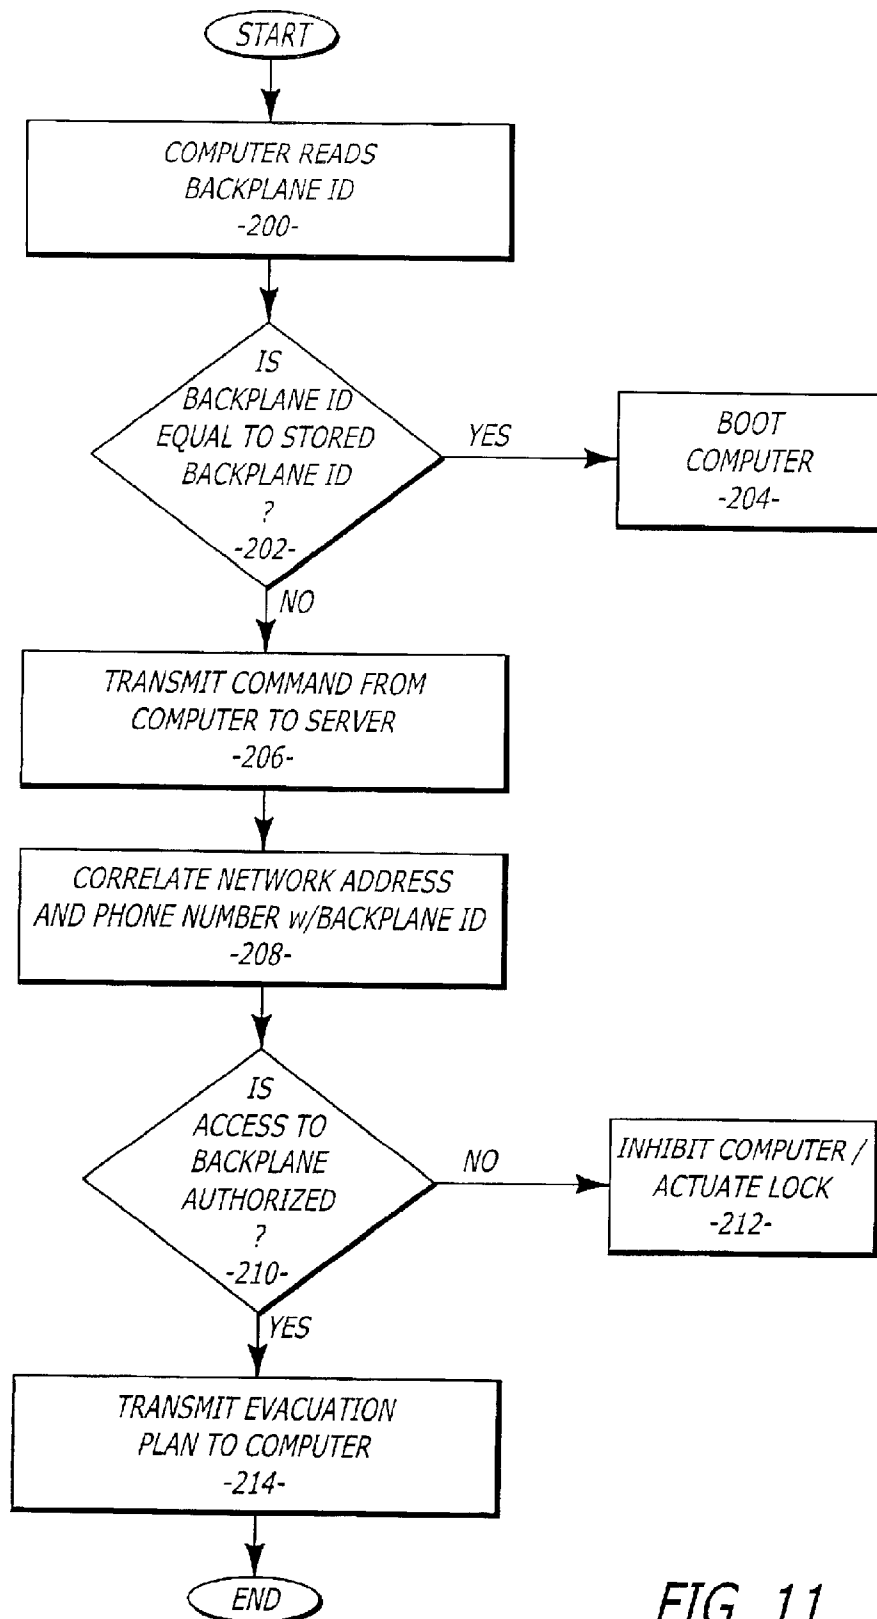 START
COMPUTER READS
BACKPLANE ID
-200-
IS
BACKPLANE ID
EQUAL TO STORED
BACKPLANE ID
?
-202-
YES
BOOT
COMPUTER
-204-
NO
TRANSMIT COMMAND FROM
COMPUTER TO SERVER
-206-
CORRELATE NETWORK ADDRESS
AND PHONE NUMBER w/BACKPLANE ID
-208-
IS
ACCESS TO
BACKPLANE
AUTHORIZED
?
-210-
NO
INHIBIT COMPUTER /
ACTUATE LOCK
-212-
YES
TRANSMIT EVACUATION
PLAN TO COMPUTER
-214-
END
FIG. 11